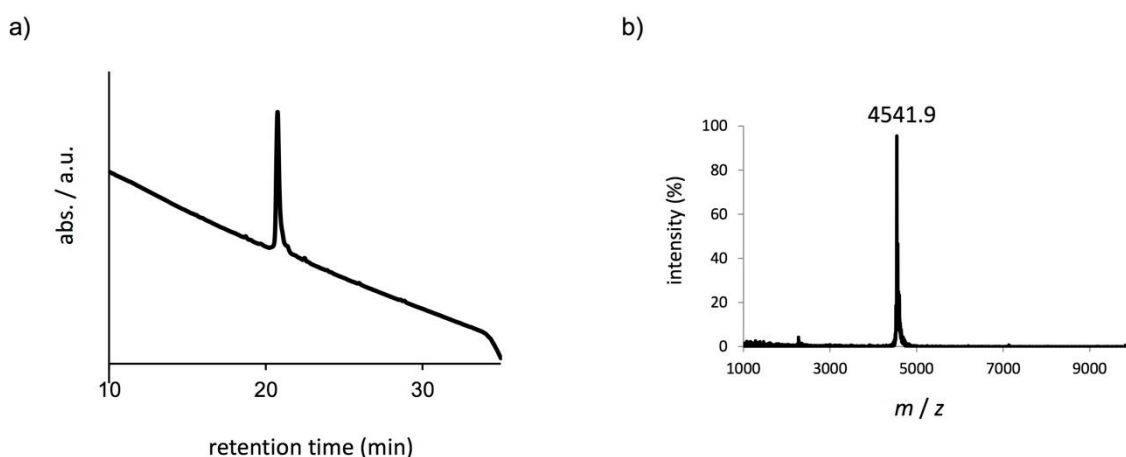 a)
abs. / a.u.
10 20 30
retention time (min)
b)
4541.9
intensity (%)
100
80
60
40
20
0
1000 3000 5000 7000 9000
m / z